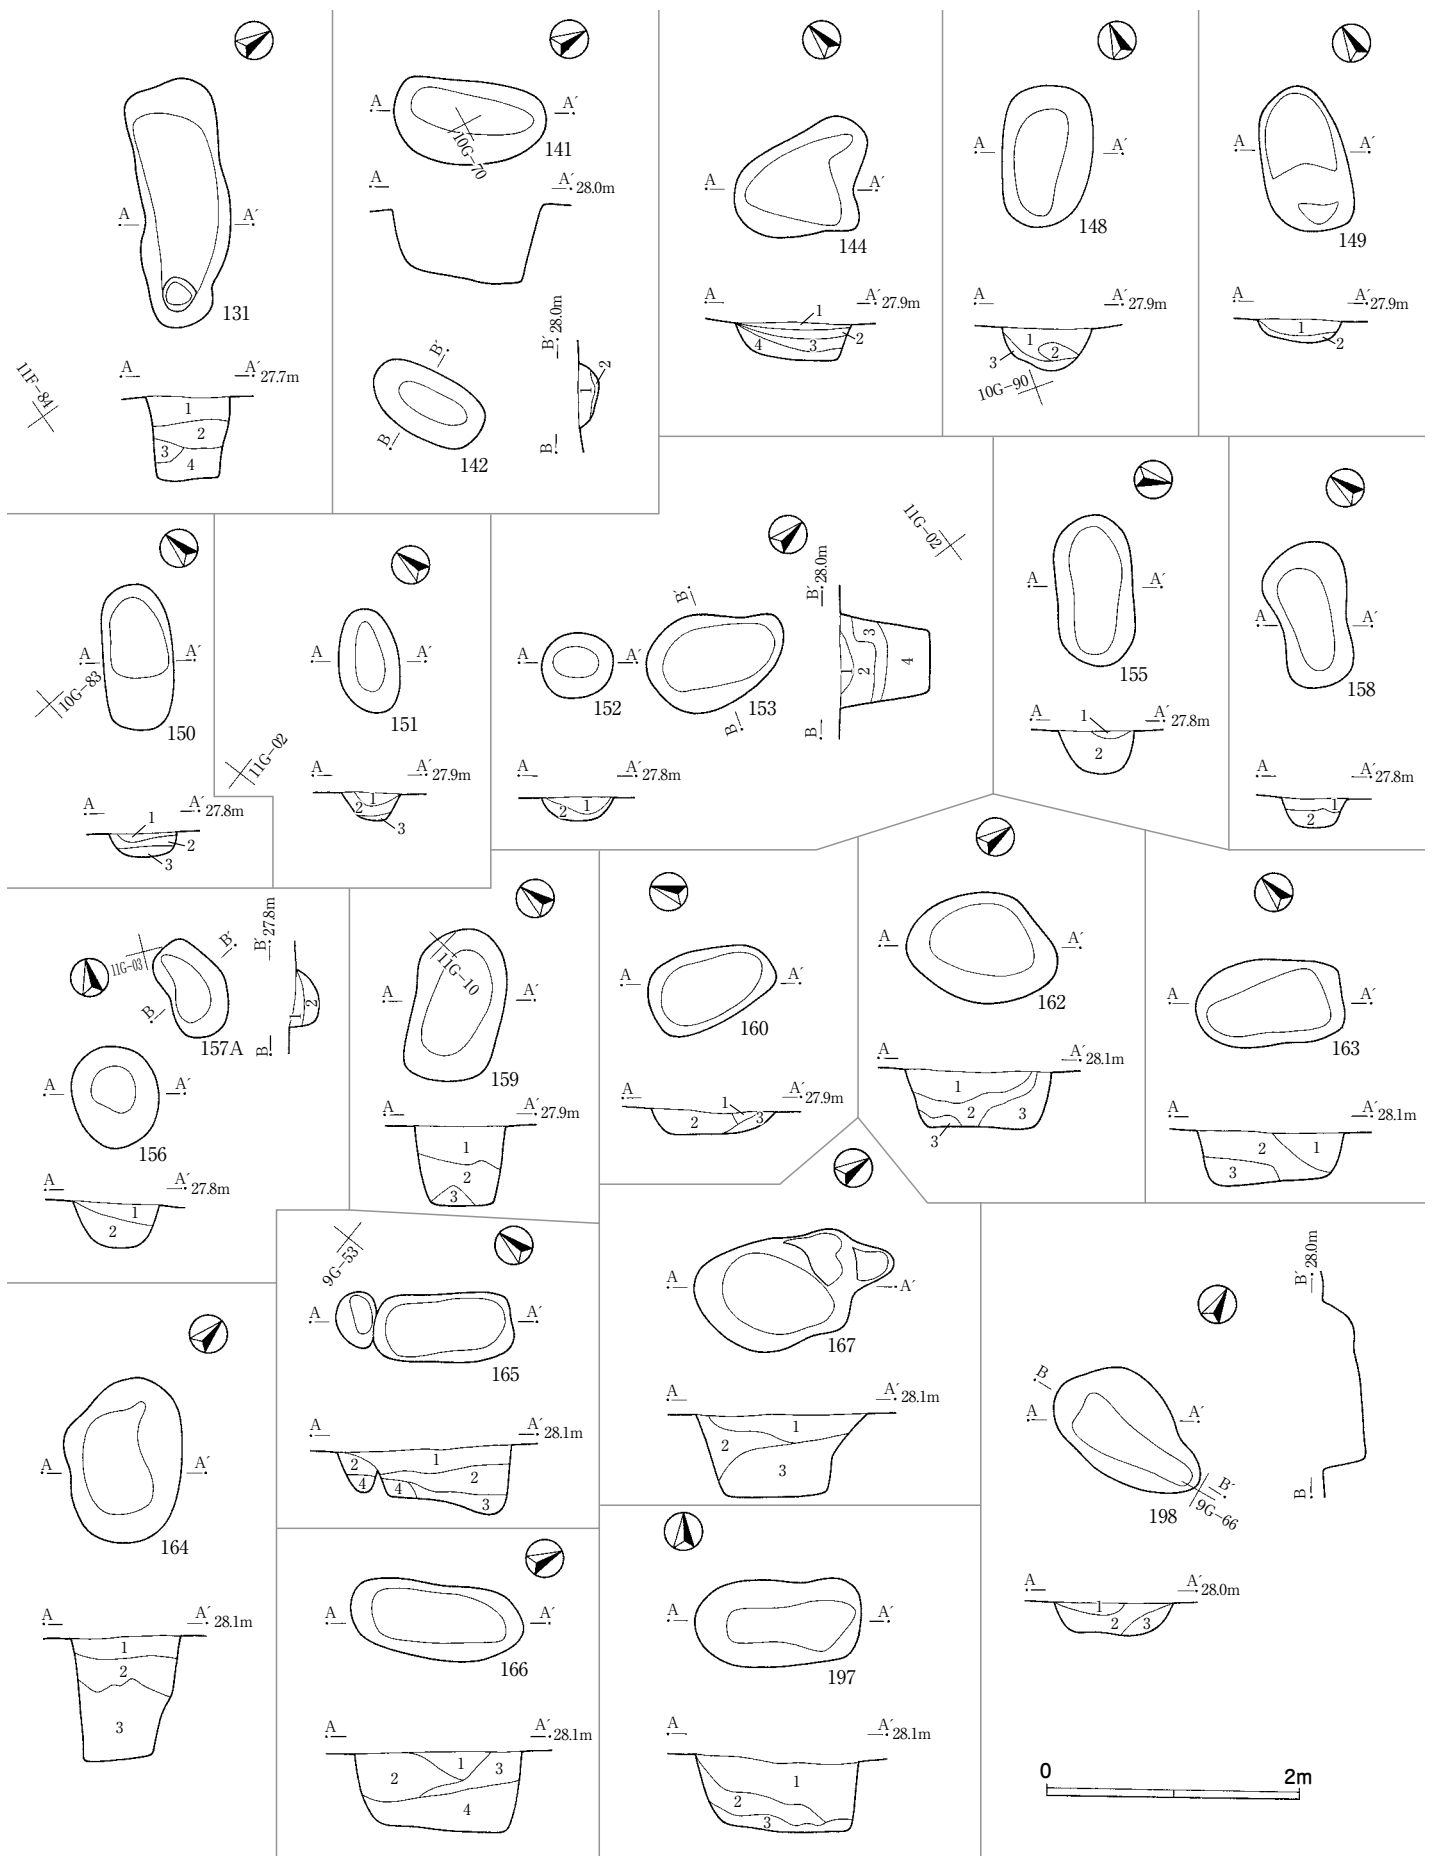 A
A′
131
11F-84
A
A′ 27.7m
1
2
3
4
A
A′
10G-70
141
A
A′ 28.0m
B′
B
142
B′ 28.0m
B
1
2
A
A′
144
A
A′ 27.9m
1
2
3
4
A
A′
148
A
A′ 27.9m
1
2
3
10G-90
A
A′
149
A
A′ 27.9m
1
2
A
A′
10G-83
150
A
A′ 27.8m
1
2
3
A
A′
151
11G-02
A
A′ 27.9m
1
2
3
A
A′
152
B′
B
153
A
A′ 27.8m
1
2
B′ 28.0m
B
1
2
3
4
11G-02
A
A′
155
A
A′ 27.8m
1
2
A
A′
158
A
A′ 27.8m
1
2
11G-03
B′
B
157A
B′ 27.8m
B
1
2
A
A′
156
A
A′ 27.8m
1
2
11G-10
A
A′
159
A
A′ 27.9m
1
2
3
A
A′
160
A
A′ 27.9m
1
2
3
A
A′
162
A
A′ 28.1m
1
2
3
3
A
A′
163
A
A′ 28.1m
1
2
3
A
A′
164
A
A′ 28.1m
1
2
3
9G-53
A
A′
165
A
A′ 28.1m
1
2
2
3
4
4
A
A′
166
A
A′ 28.1m
1
2
3
4
A
A′
167
A
A′ 28.1m
1
2
3
A
A′
197
A
A′ 28.1m
1
2
3
B
A
A′
B′
9G-66
198
B′ 28.0m
B
A
A′ 28.0m
1
2
3
0
2m